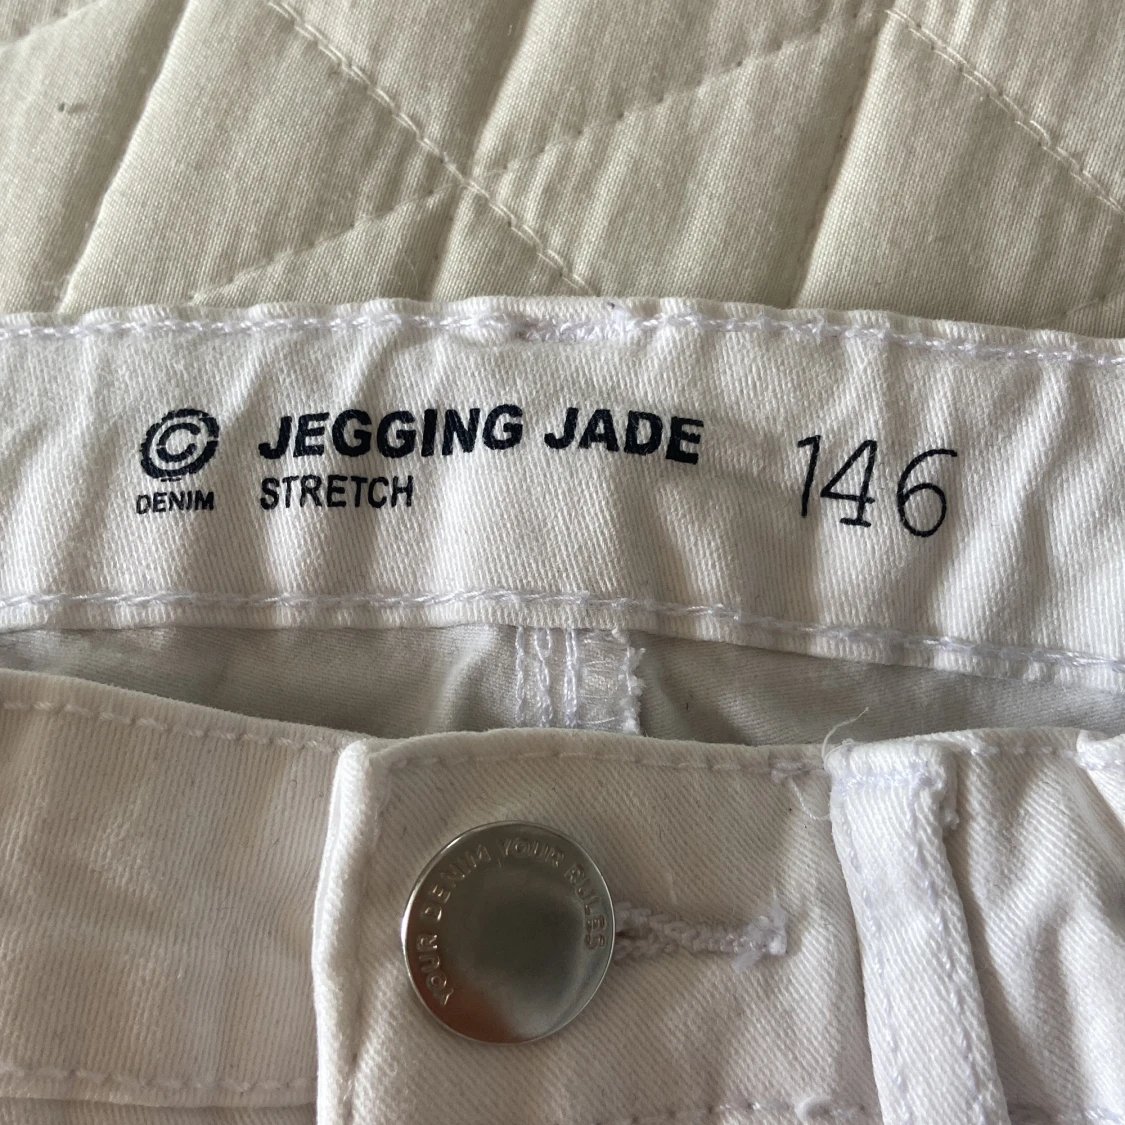 © JEGGING JADE 146
DENIM STRETCH
YOUR DENIM YOUR RULES